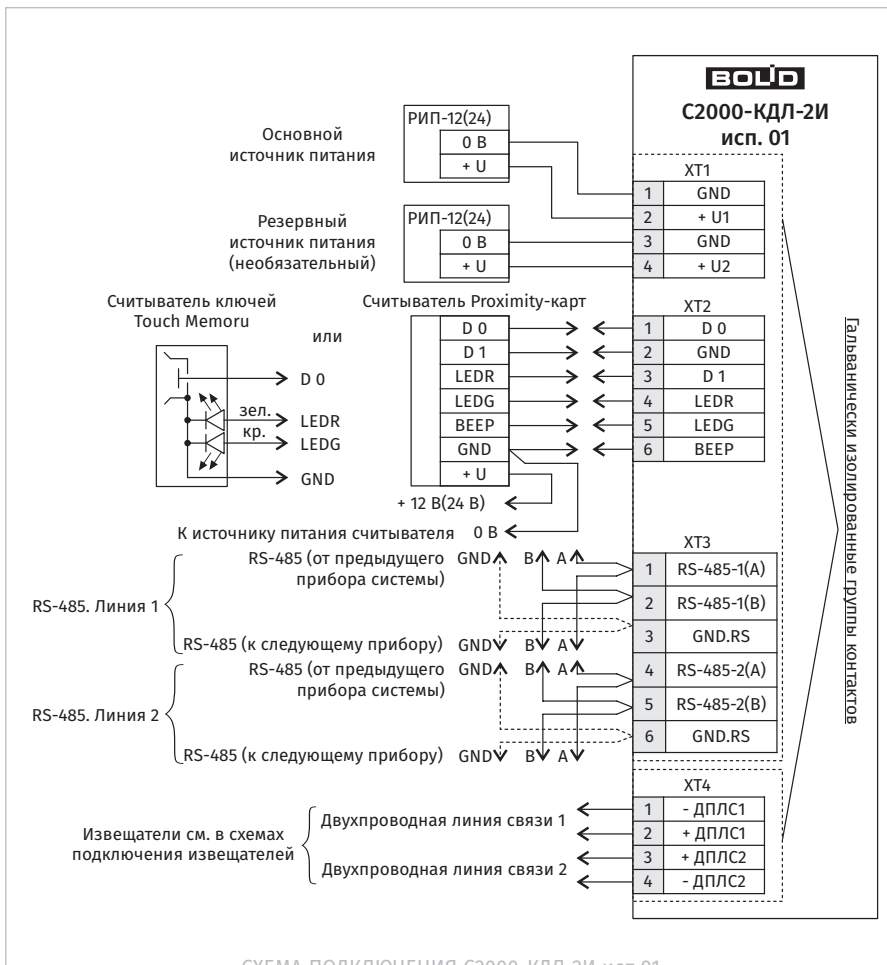 BOLID
С2000-КДЛ-2И
исп. 01
Основной
источник питания
РИП-12(24)
0 В
+ U
Резервный
источник питания
(необязательный)
РИП-12(24)
0 В
+ U
XT1
1 GND
2 + U1
3 GND
4 + U2
Считыватель ключей
Touch Memoru
или
D 0
зел.
LEDR
кр.
LEDG
GND
Считыватель Proximity-карт
D 0
D 1
LEDR
LEDG
BEEP
GND
+ U
+ 12 В(24 В)
К источнику питания считывателя 0 В
XT2
1 D 0
2 GND
3 D 1
4 LEDR
5 LEDG
6 BEEP
Гальванически изолированные группы контактов
RS-485. Линия 1
RS-485 (от предыдущего
прибора системы)
GND B A
RS-485 (к следующему прибору) GND B A
RS-485. Линия 2
RS-485 (от предыдущего
прибора системы)
GND B A
RS-485 (к следующему прибору) GND B A
XT3
1 RS-485-1(A)
2 RS-485-1(B)
3 GND.RS
4 RS-485-2(A)
5 RS-485-2(B)
6 GND.RS
Извещатели см. в схемах
подключения извещателей
Двухпроводная линия связи 1
Двухпроводная линия связи 2
XT4
1 - ДПЛС1
2 + ДПЛС1
3 + ДПЛС2
4 - ДПЛС2
СХЕМА ПОДКЛЮЧЕНИЯ С2000-КДЛ-2И исп.01